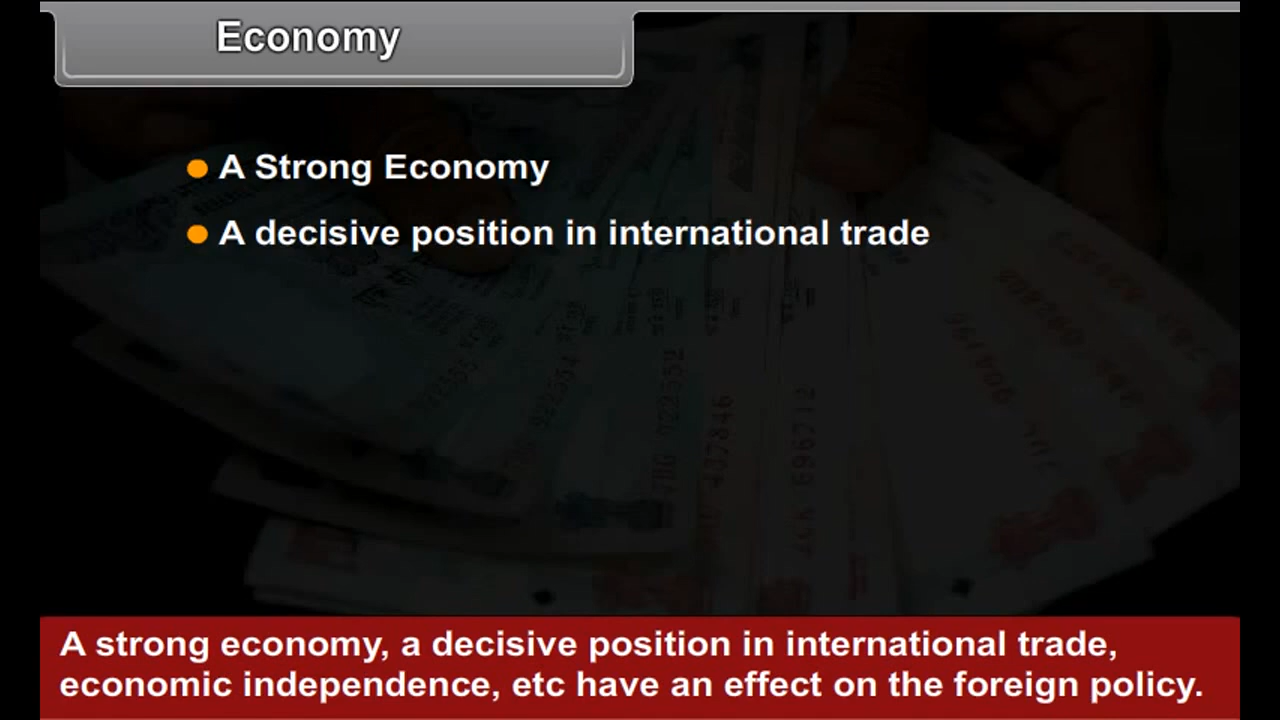 Economy
A Strong Economy
A decisive position in international trade
A strong economy, a decisive position in international trade,
economic independence, etc have an effect on the foreign policy.